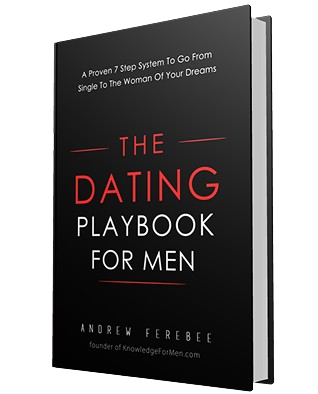 A Proven 7 Step System To Go From
Single To The Woman Of Your Dreams
THE
DATING
PLAYBOOK
FOR MEN
ANDREW FEREBEE
founder of KnowledgeForMen.com